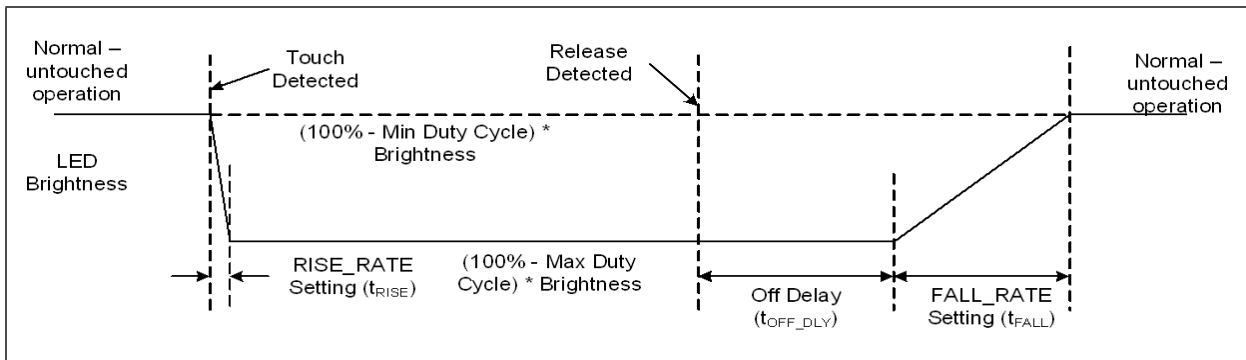 Normal –
untouched
operation
Touch
Detected
Release
Detected
Normal –
untouched
operation
(100% - Min Duty Cycle) *
Brightness
LED
Brightness
RISE_RATE
Setting (tRISE)
(100% - Max Duty
Cycle) * Brightness
Off Delay
(tOFF_DLY)
FALL_RATE
Setting (tFALL)